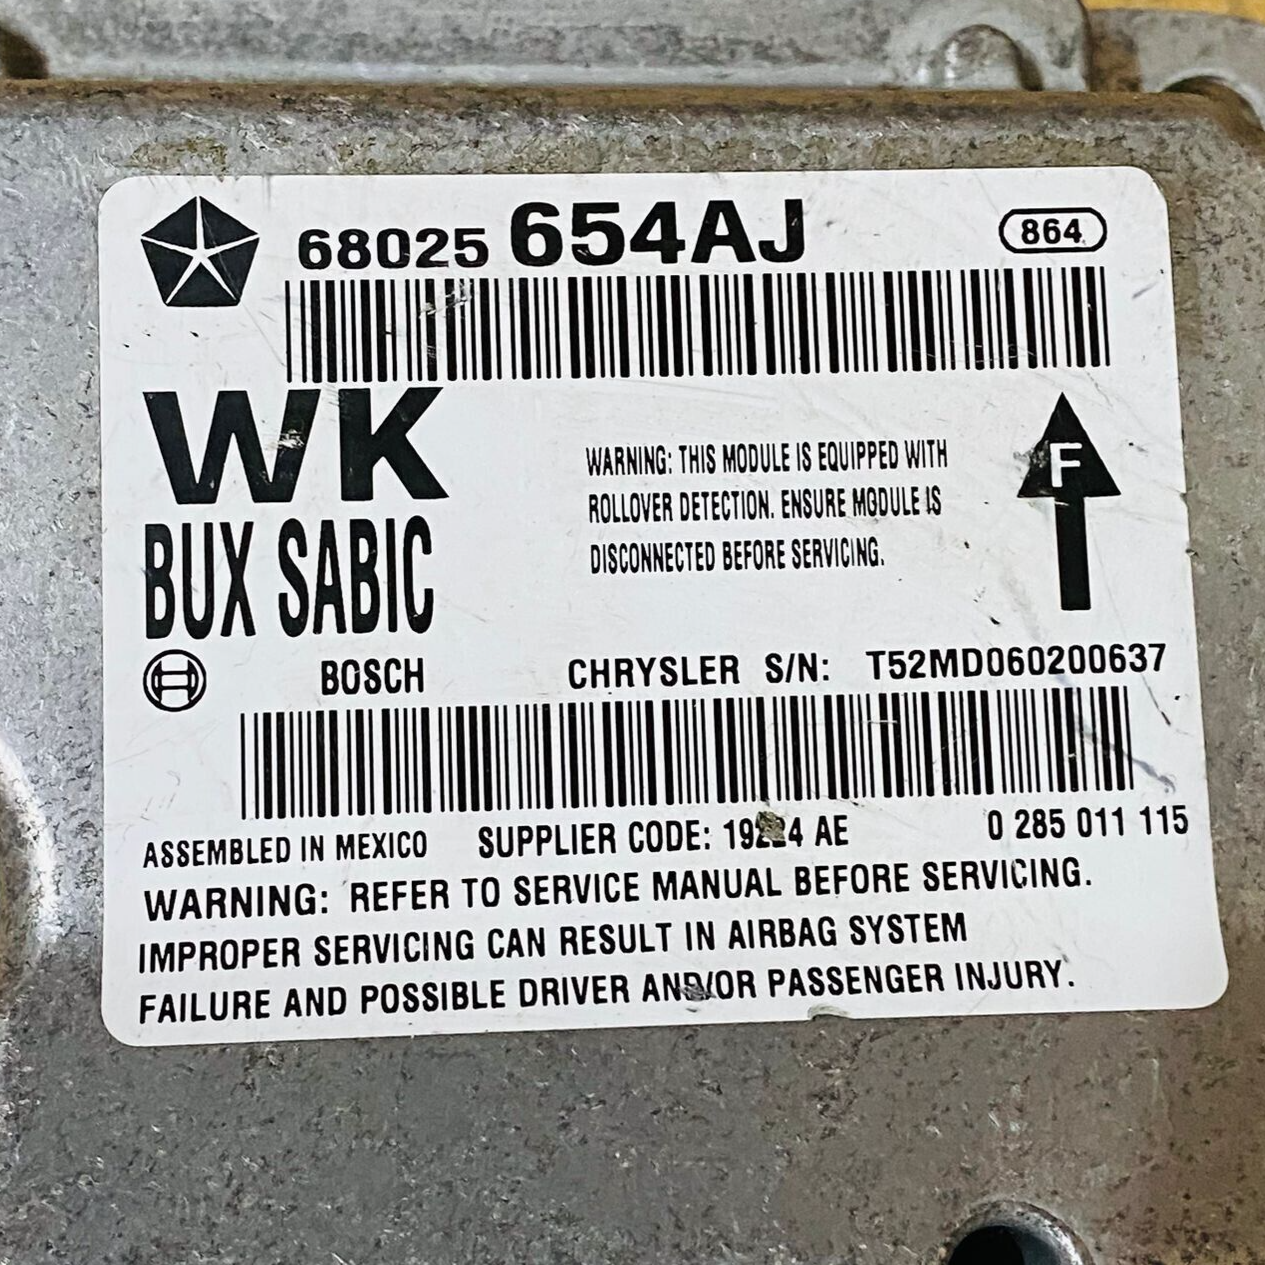 68025 654AJ 864
WK
BUX SABIC
WARNING: THIS MODULE IS EQUIPPED WITH
ROLLOVER DETECTION. ENSURE MODULE IS
DISCONNECTED BEFORE SERVICING.
F
BOSCH CHRYSLER S/N: T52MD060200637
ASSEMBLED IN MEXICO SUPPLIER CODE: AE 0 285 011 115
WARNING: REFER TO SERVICE MANUAL BEFORE SERVICING.
IMPROPER SERVICING CAN RESULT IN AIRBAG SYSTEM
FAILURE AND POSSIBLE DRIVER AND/OR PASSENGER INJURY.